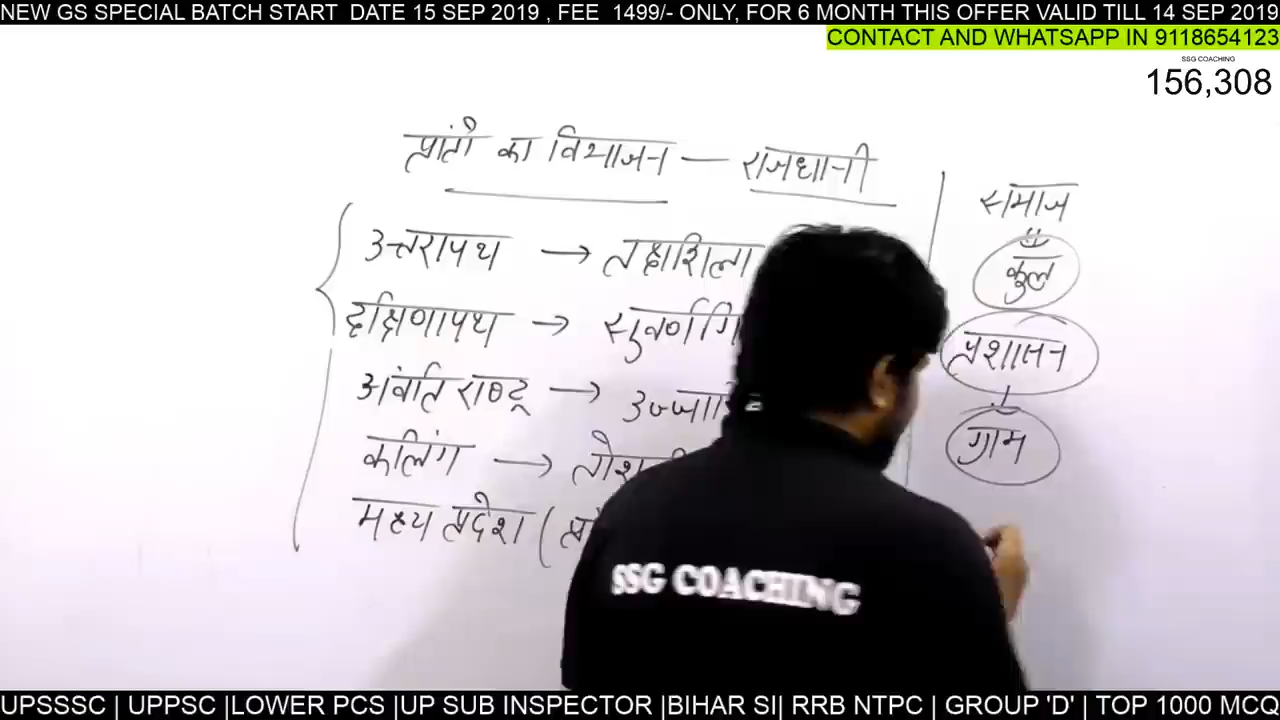 NEW GS SPECIAL BATCH START DATE 15 SEP 2019 , FEE 1499/- ONLY, FOR 6 MONTH THIS OFFER VALID TILL 14 SEP 2019
CONTACT AND WHATSAPP IN 9118654123
SSG COACHING
156,308
प्रांतो का विभाजन — राजधानी
उत्तरापथ → तक्षशिला
दक्षिणापथ → सुवर्णगि
अंवति राष्ट्र → उज्जा
कलिंग → तोश
मध्य प्रदेश (
समाज
कुल
प्रशासन
ग्राम
SSG COACHING
UPSSSC | UPPSC |LOWER PCS |UP SUB INSPECTOR |BIHAR SI| RRB NTPC | GROUP 'D' | TOP 1000 MCQ